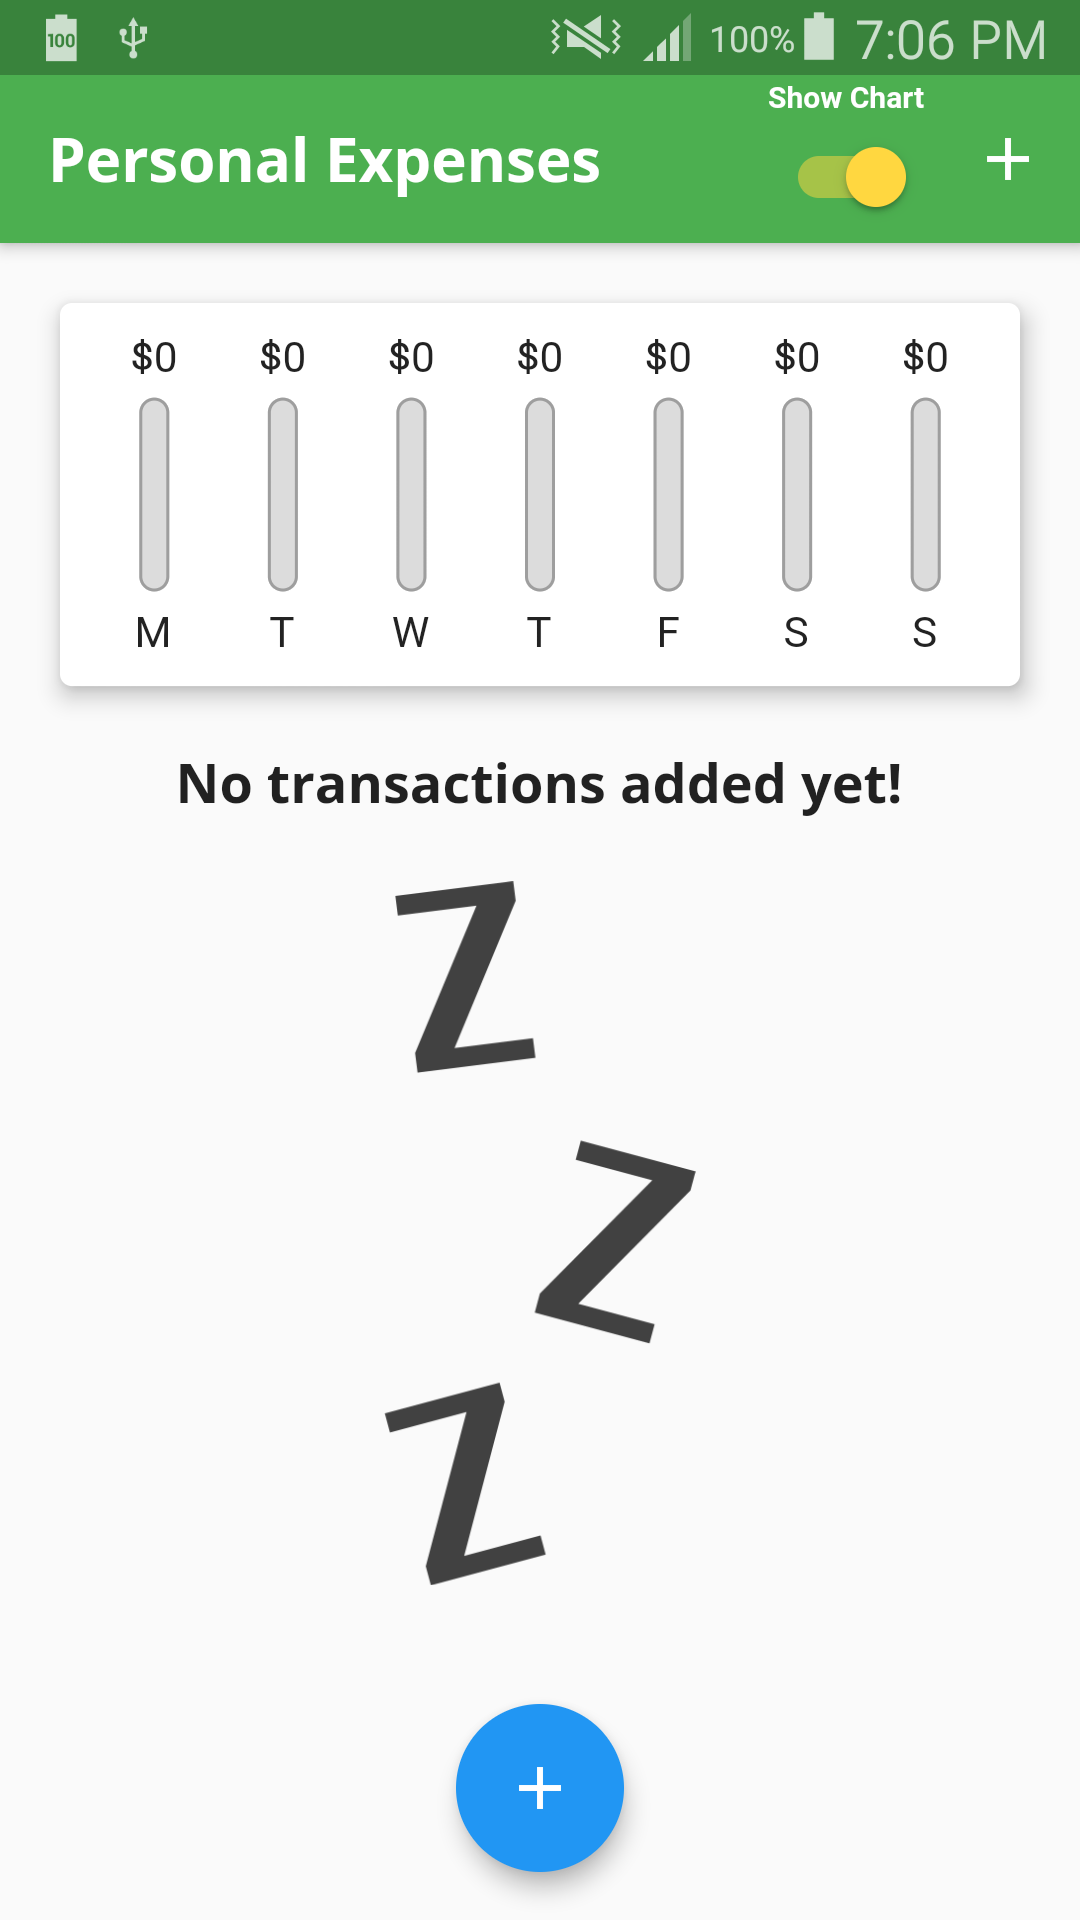 100 100% 7:06 PM
Show Chart
Personal Expenses
$0 $0 $0 $0 $0 $0 $0
M T W T F S S
No transactions added yet!
Z
Z
Z